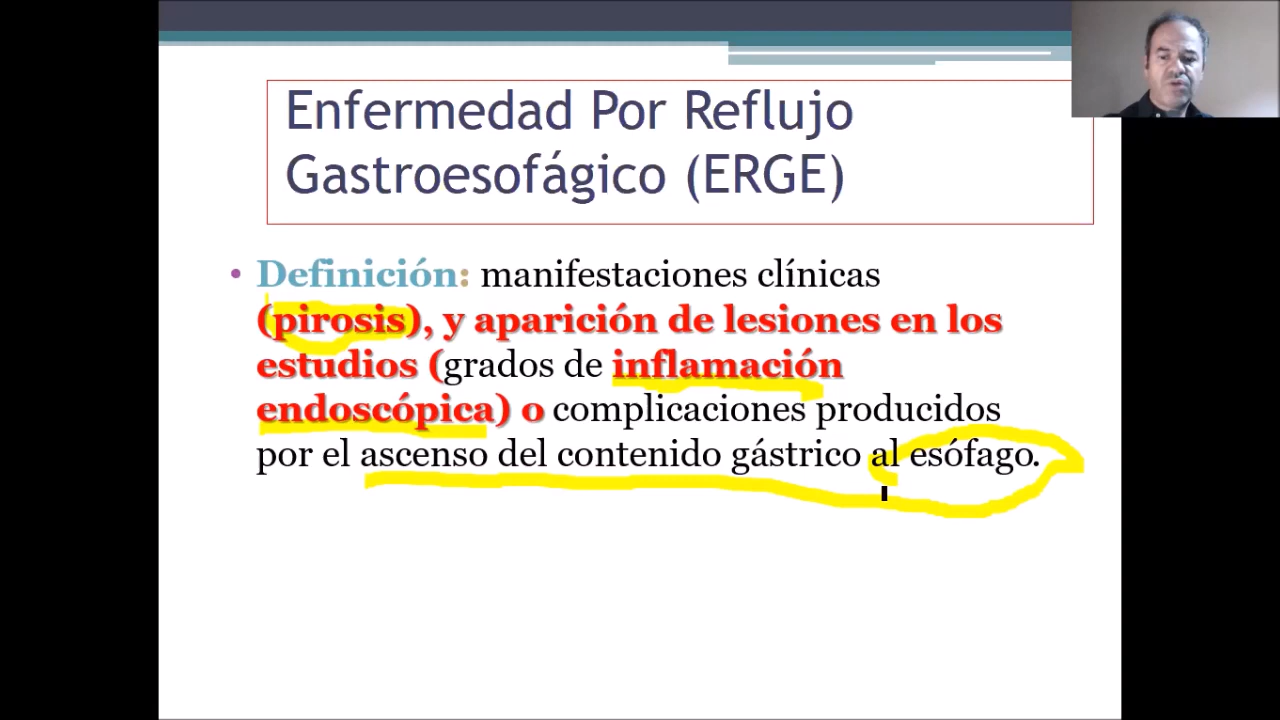 Enfermedad Por Reflujo
Gastroesofágico (ERGE)
• Definición: manifestaciones clínicas
(pirosis), y aparición de lesiones en los
estudios (grados de inflamación
endoscópica) o complicaciones producidos
por el ascenso del contenido gástrico al esófago.